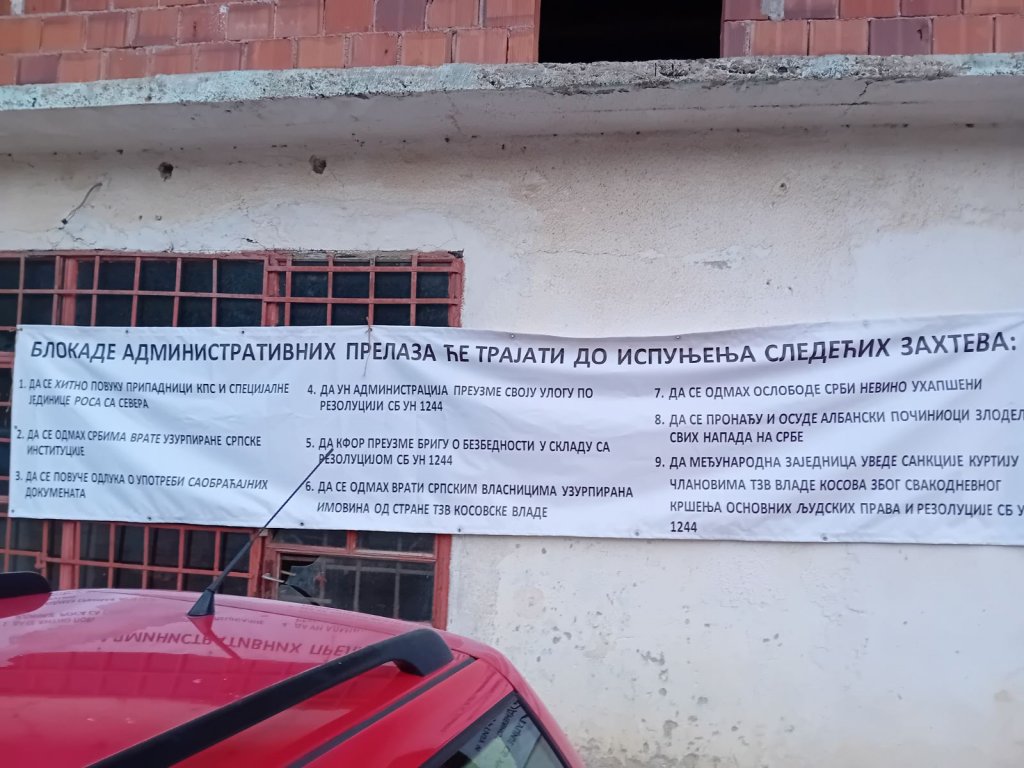 БЛОКАДЕ АДМИНИСТРАТИВНИХ ПРЕЛАЗА ЋЕ ТРАЈАТИ ДО ИСПУЊЕЊА СЛЕДЕЋИХ ЗАХТЕВА:
1. ДА СЕ ХИТНО ПОВУКУ ПРИПАДНИЦИ КПС И СПЕЦИЈАЛНЕ
ЈЕДИНИЦЕ РОСА СА СЕВЕРА
2. ДА СЕ ОДМАХ СРБИМА ВРАТЕ УЗУРПИРАНЕ СРПСКЕ
ИНСТИТУЦИЈЕ
3. ДА СЕ ПОВУЧЕ ОДЛУКА О УПОТРЕБИ САОБРАЋАЈНИХ
ДОКУМЕНАТА
4. ДА УН АДМИНИСТРАЦИЈА ПРЕУЗМЕ СВОЈУ УЛОГУ ПО
РЕЗОЛУЦИЈИ СБ УН 1244
5. ДА КФОР ПРЕУЗМЕ БРИГУ О БЕЗБЕДНОСТИ У СКЛАДУ СА
РЕЗОЛУЦИЈОМ СБ УН 1244
6. ДА СЕ ОДМАХ ВРАТИ СРПСКИМ ВЛАСНИЦИМА УЗУРПИРАНА
ИМОВИНА ОД СТРАНЕ ТЗВ КОСОВСКЕ ВЛАДЕ
7. ДА СЕ ОДМАХ ОСЛОБОДЕ СРБИ НЕВИНО УХАПШЕНИ
8. ДА СЕ ПРОНАЂУ И ОСУДЕ АЛБАНСКИ ПОЧИНИОЦИ ЗЛОДЕЛ
СВИХ НАПАДА НА СРБЕ
9. ДА МЕЂУНАРОДНА ЗАЈЕДНИЦА УВЕДЕ САНКЦИЈЕ КУРТИЈУ
ЧЛАНОВИМА ТЗВ ВЛАДЕ КОСОВА ЗБОГ СВАКОДНЕВНОГ
КРШЕЊА ОСНОВНИХ ЉУДСКИХ ПРАВА И РЕЗОЛУЦИЈЕ СБ У
1244